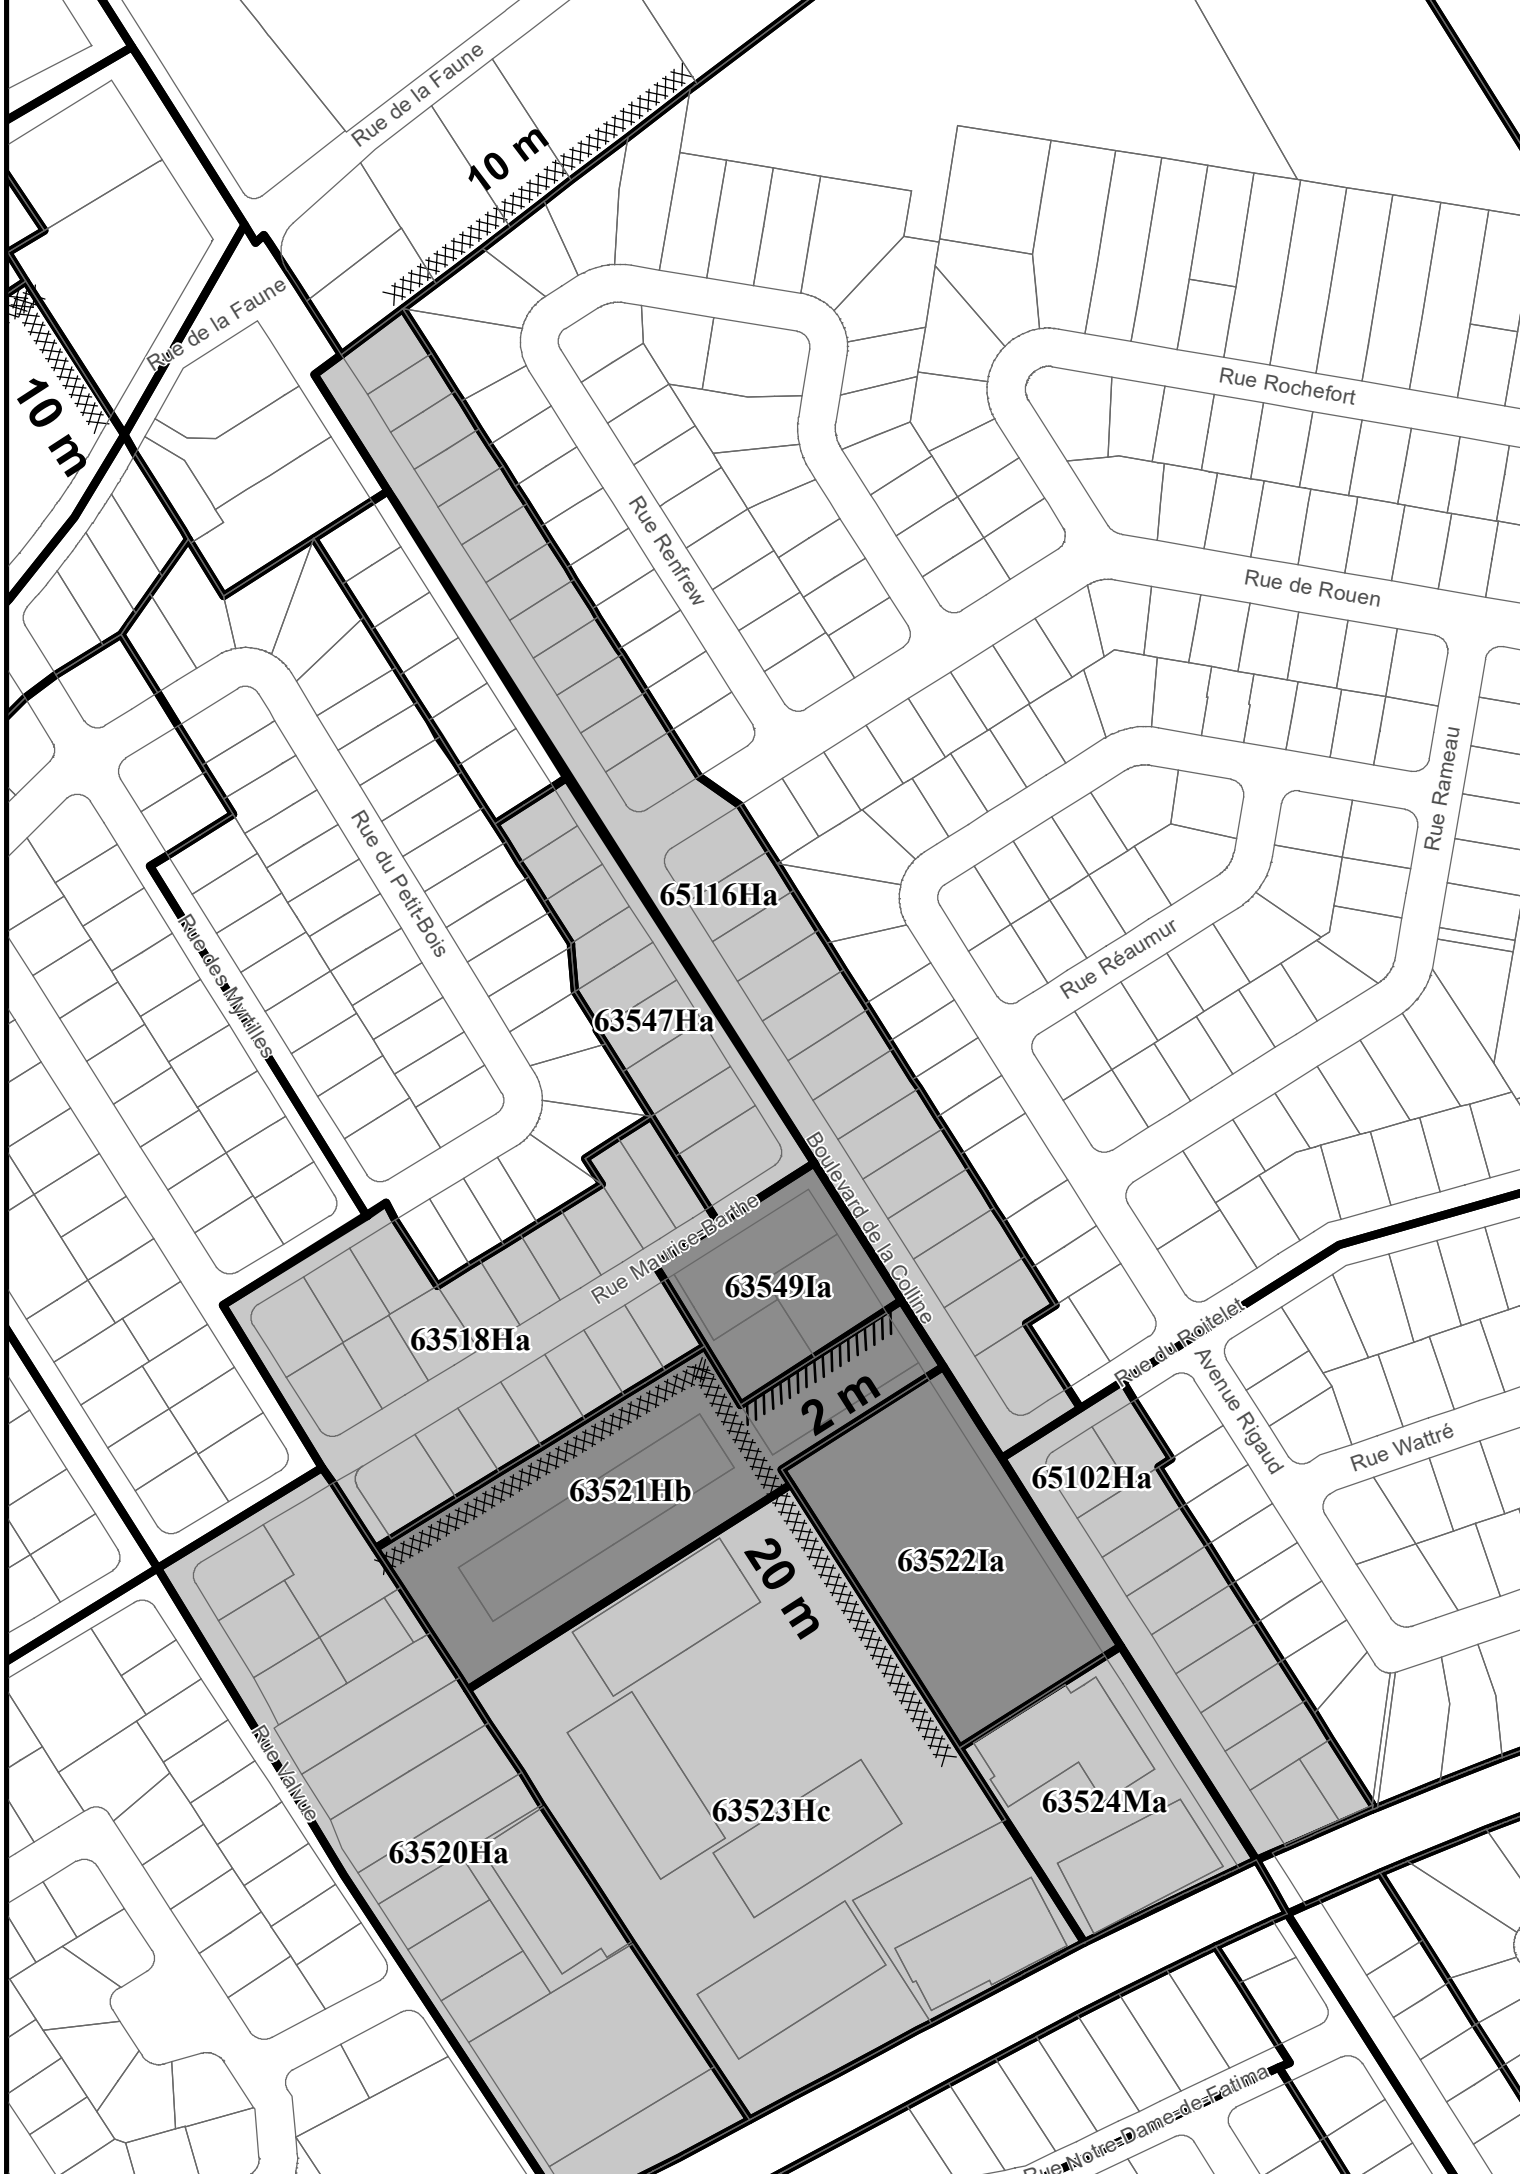 Rue de la Faune
10 m
Rue de la Faune
10 m
Rue Rochefort
Rue Renfrew
Rue de Rouen
Rue Rameau
Rue du Petit-Bois
65116Ha
Rue des Myrtilles
Rue Réaumur
63547Ha
Boulevard de la Colline
Rue Maurice-Barthe
63549Ia
63518Ha
Rue du Roitelet
Avenue Rigaud
2 m
Rue Wattré
65102Ha
63521Hb
20 m
63522Ia
Rue Valvue
63523Hc
63524Ma
63520Ha
Rue Notre-Dame-de-Fatima